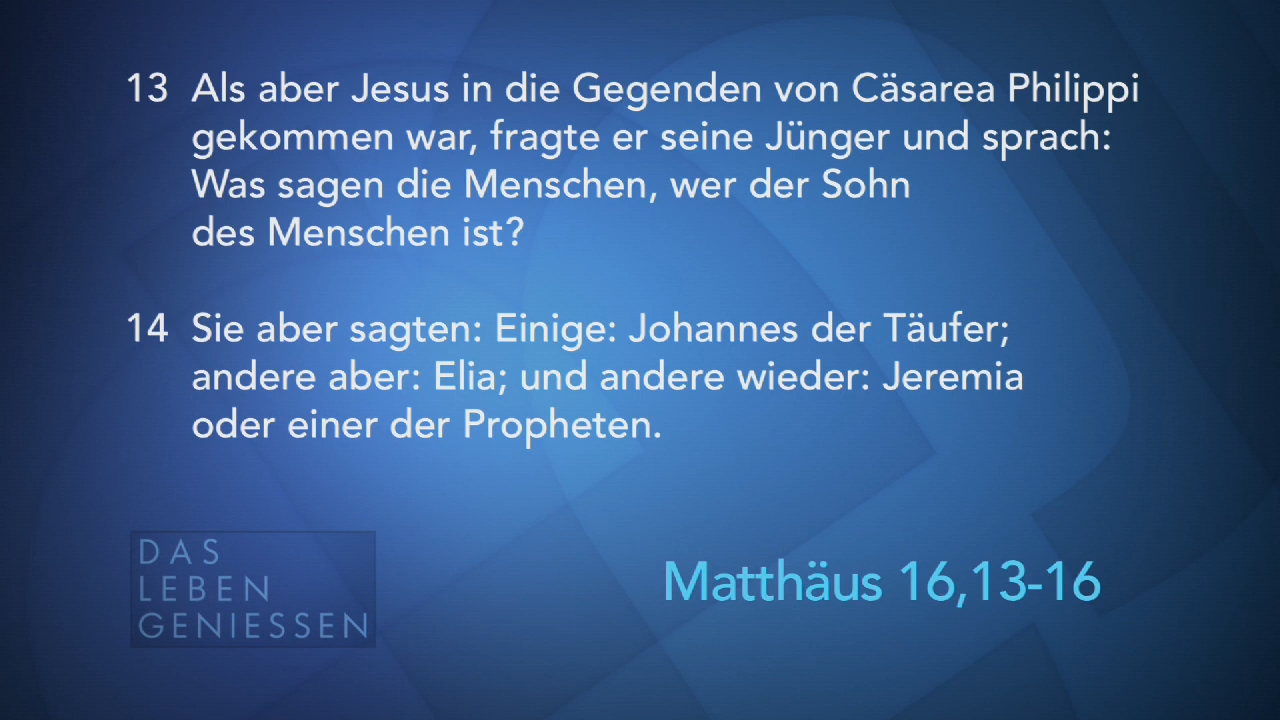 13 Als aber Jesus in die Gegenden von Cäsarea Philippi
gekommen war, fragte er seine Jünger und sprach:
Was sagen die Menschen, wer der Sohn
des Menschen ist?
14 Sie aber sagten: Einige: Johannes der Täufer;
andere aber: Elia; und andere wieder: Jeremia
oder einer der Propheten.
DAS
LEBEN
GENIESSEN
Matthäus 16,13-16